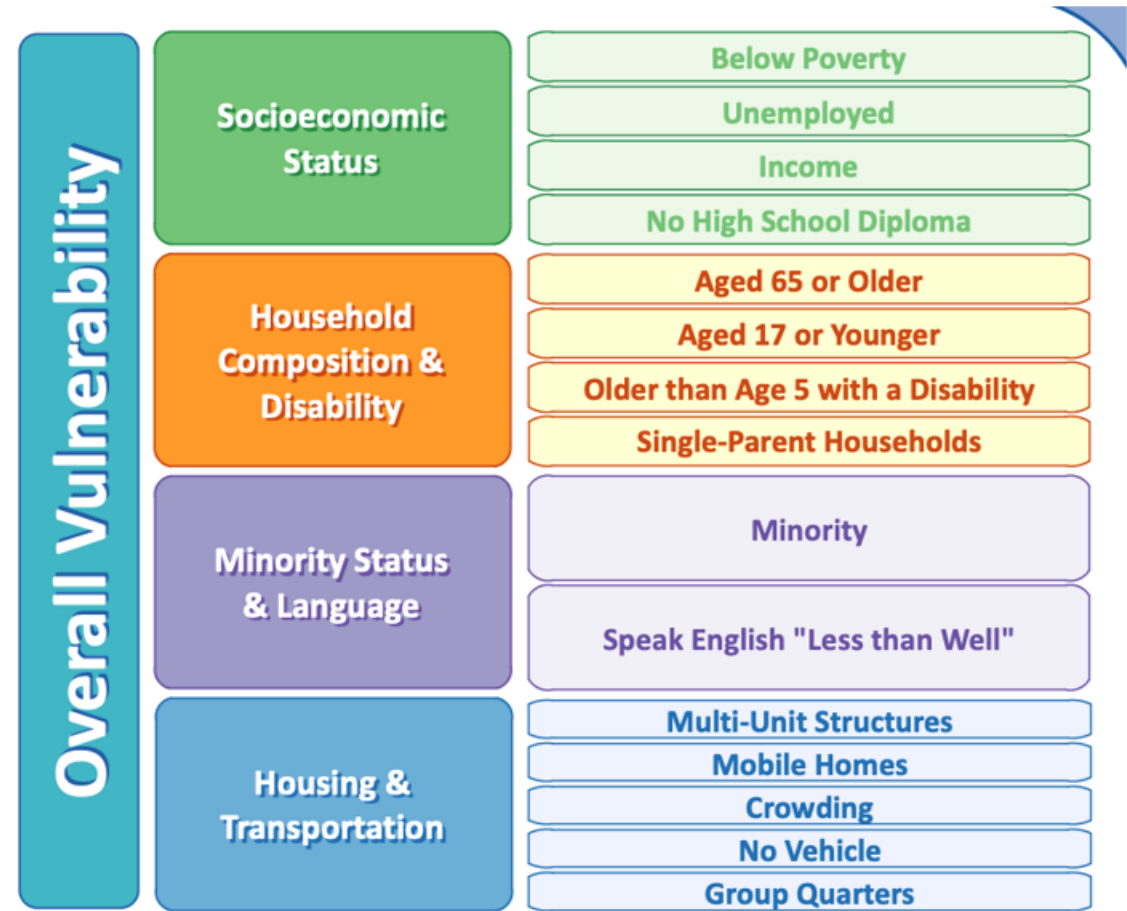 Overall Vulnerability
Socioeconomic
Status
Below Poverty
Unemployed
Income
No High School Diploma
Household
Composition &
Disability
Aged 65 or Older
Aged 17 or Younger
Older than Age 5 with a Disability
Single-Parent Households
Minority Status
& Language
Minority
Speak English "Less than Well"
Housing &
Transportation
Multi-Unit Structures
Mobile Homes
Crowding
No Vehicle
Group Quarters